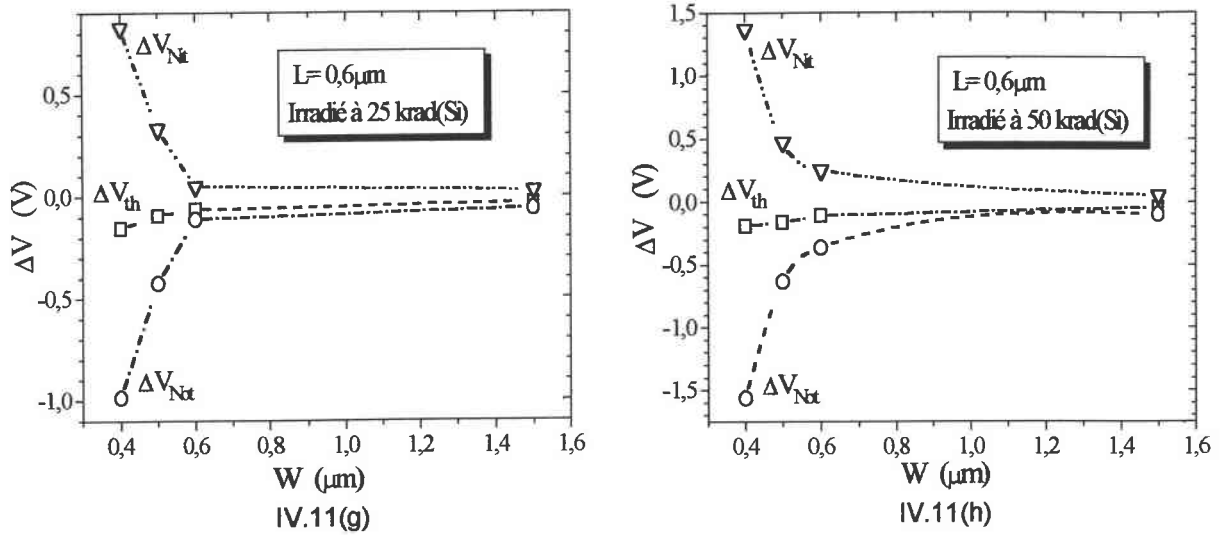 ΔV (V)
0,5
0,0
-0,5
-1,0
ΔV_Nit
ΔV_th
ΔV_Not
L= 0,6μm
Irradié à 25 krad(Si)
0,4 0,6 0,8 1,0 1,2 1,4 1,6
W (μm)
IV.11(g)
ΔV (V)
1,5
1,0
0,5
0,0
-0,5
-1,0
-1,5
ΔV_Nit
ΔV_th
ΔV_Not
L= 0,6μm
Irradié à 50 krad(Si)
0,4 0,6 0,8 1,0 1,2 1,4 1,6
W (μm)
IV.11(h)